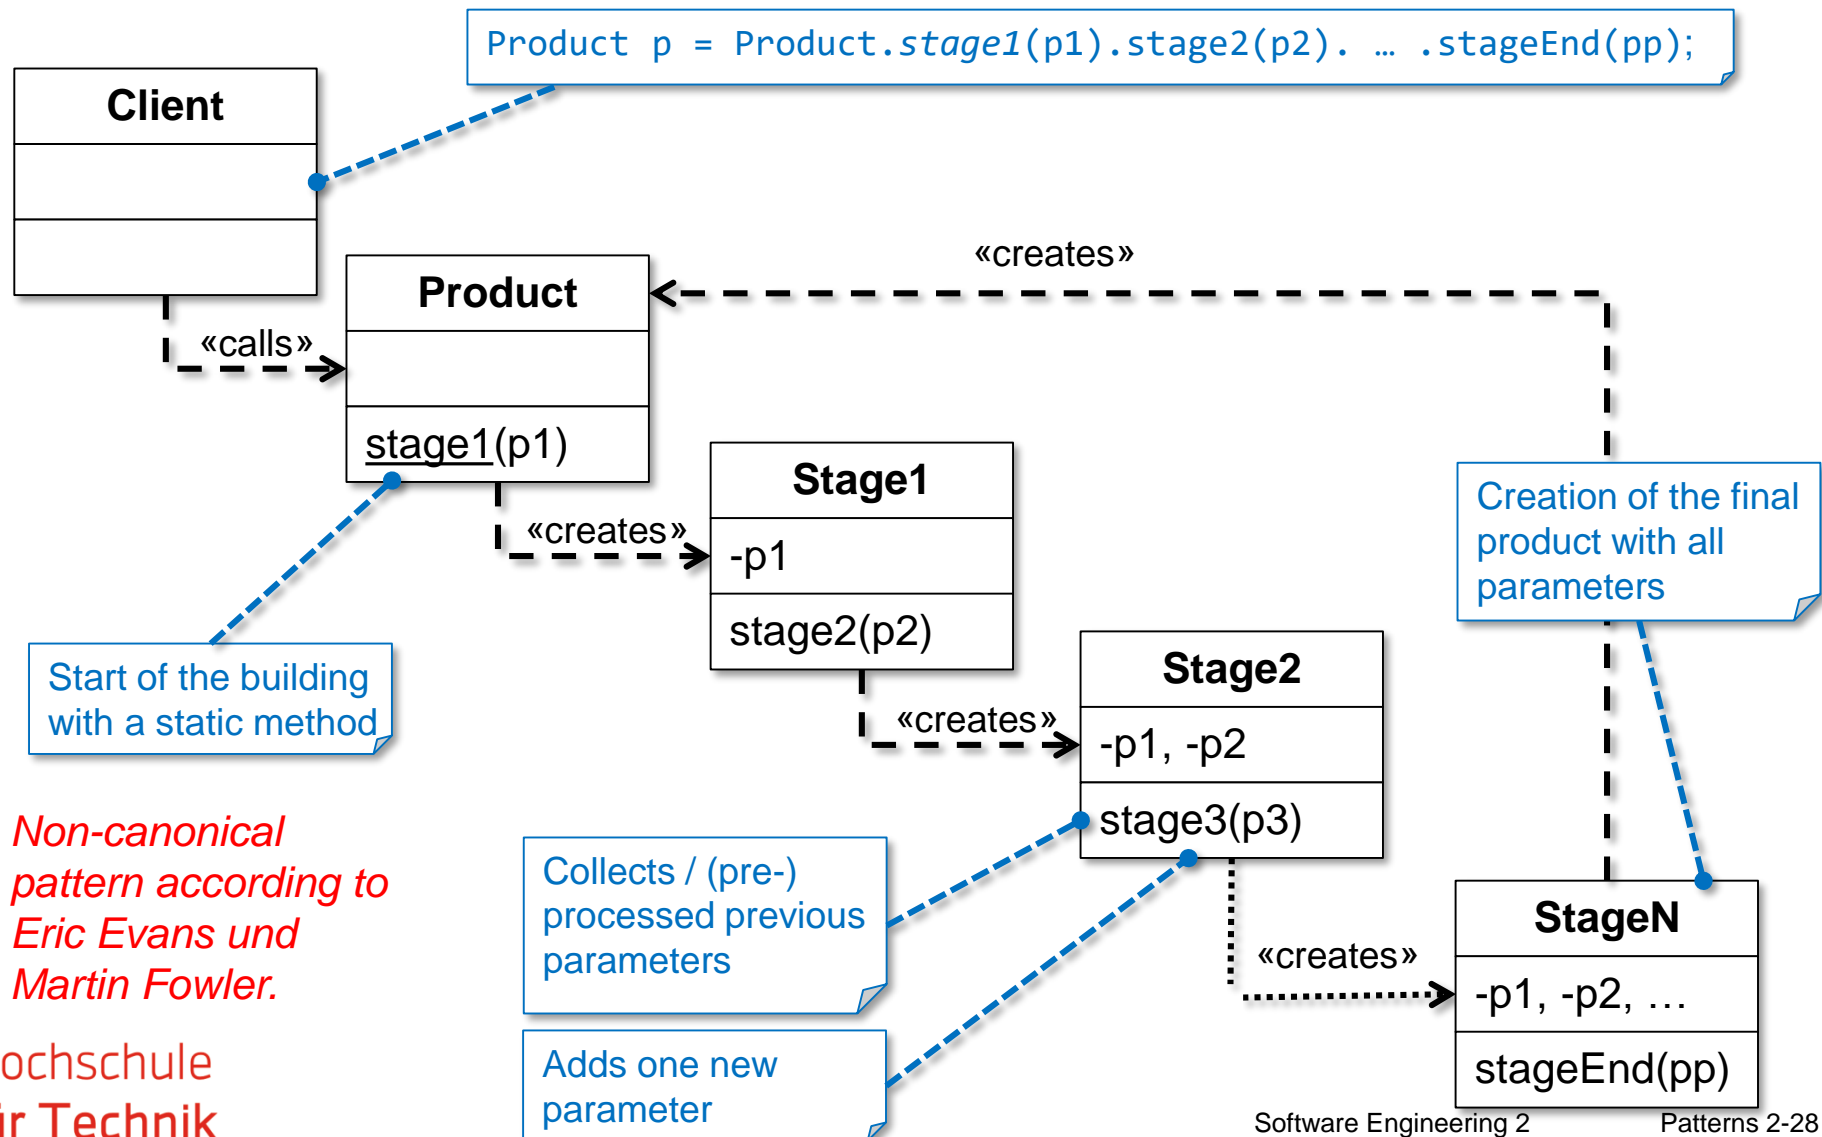 Product p = Product.stage1(p1).stage2(p2). … .stageEnd(pp);
Client
«creates»
Product
«calls»
stage1(p1)
Stage1
«creates»
-p1
stage2(p2)
Creation of the final
product with all
parameters
Start of the building
with a static method
Stage2
«creates»
-p1, -p2
stage3(p3)
Non-canonical
pattern according to
Eric Evans und
Martin Fowler.
Collects / (pre-)
processed previous
parameters
StageN
«creates»
-p1, -p2, …
stageEnd(pp)
Adds one new
parameter
ochschule
ür Technik
Software Engineering 2
Patterns 2-28